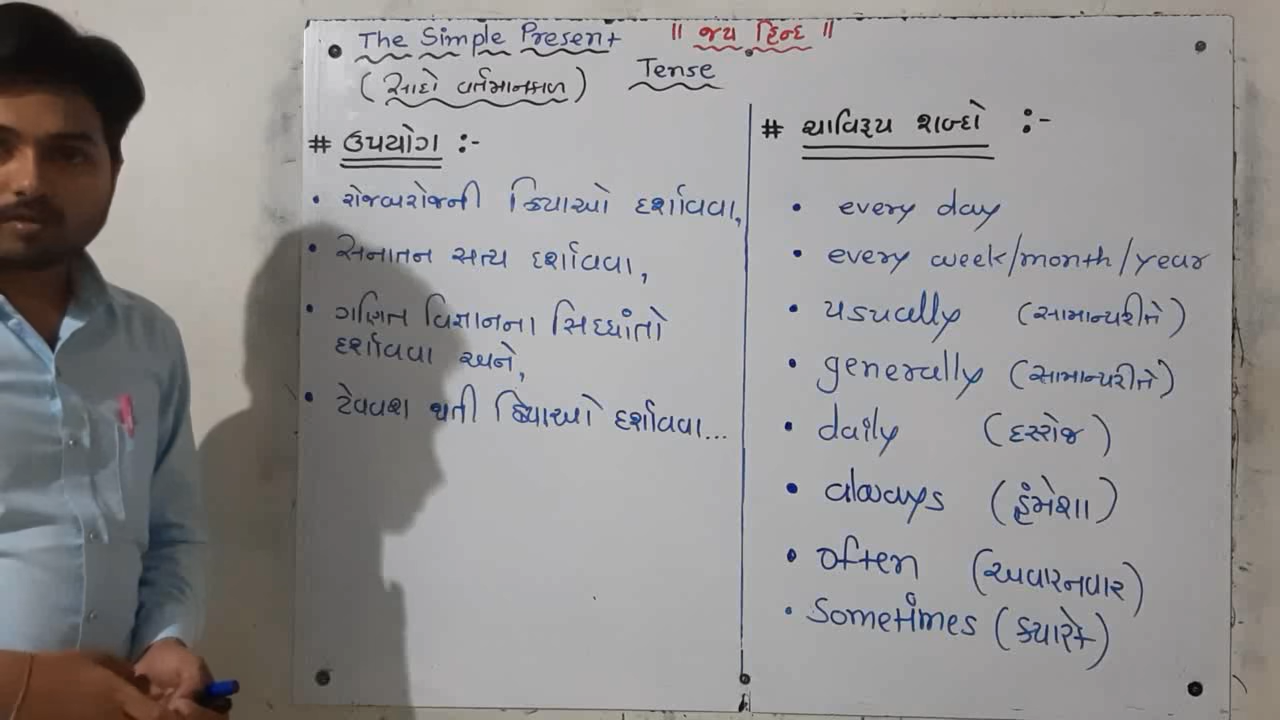 The Simple Present || જય હિન્દ ||
(સાદો વર્તમાનકાળ) Tense
# ઉપયોગ :-
• રોજબરોજની ક્રિયાઓ દર્શાવવા,
• સનાતન સત્ય દર્શાવવા,
• ગણિત વિજ્ઞાનના સિદ્ધાંતો
દર્શાવવા અને,
• ટેવવશ થતી ક્રિયાઓ દર્શાવવા...
# ચાવિરૂપ શબ્દો :-
• every day
• every week/month/year
• usually (સામાન્યરીતે)
• generally (સામાન્યરીતે)
• daily (દરરોજ)
• always (હંમેશા)
• often (અવારનવાર)
• Sometimes (ક્યારેક)